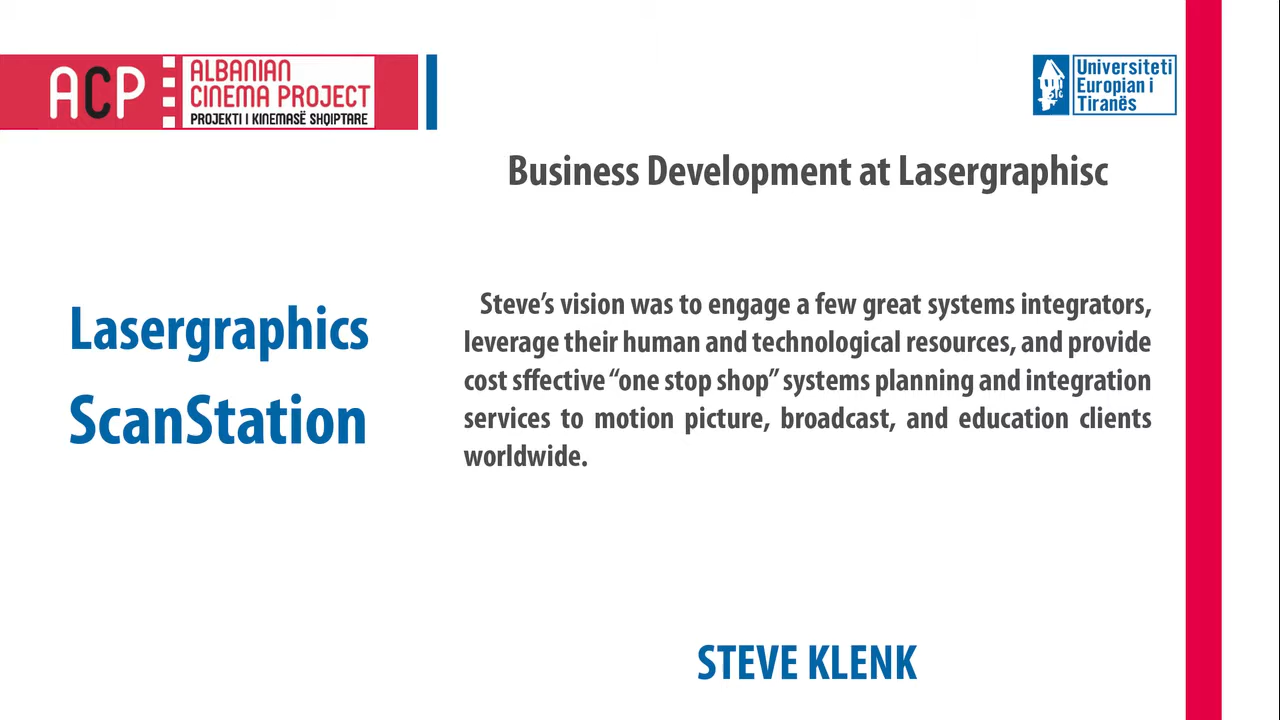 ACP
ALBANIAN
CINEMA PROJECT
PROJEKTI I KINEMASË SHQIPTARE
Universiteti
Europian i
Tiranës
Business Development at Lasergraphisc
Lasergraphics
ScanStation
Steve’s vision was to engage a few great systems integrators,
leverage their human and technological resources, and provide
cost sffective “one stop shop” systems planning and integration
services to motion picture, broadcast, and education clients
worldwide.
STEVE KLENK